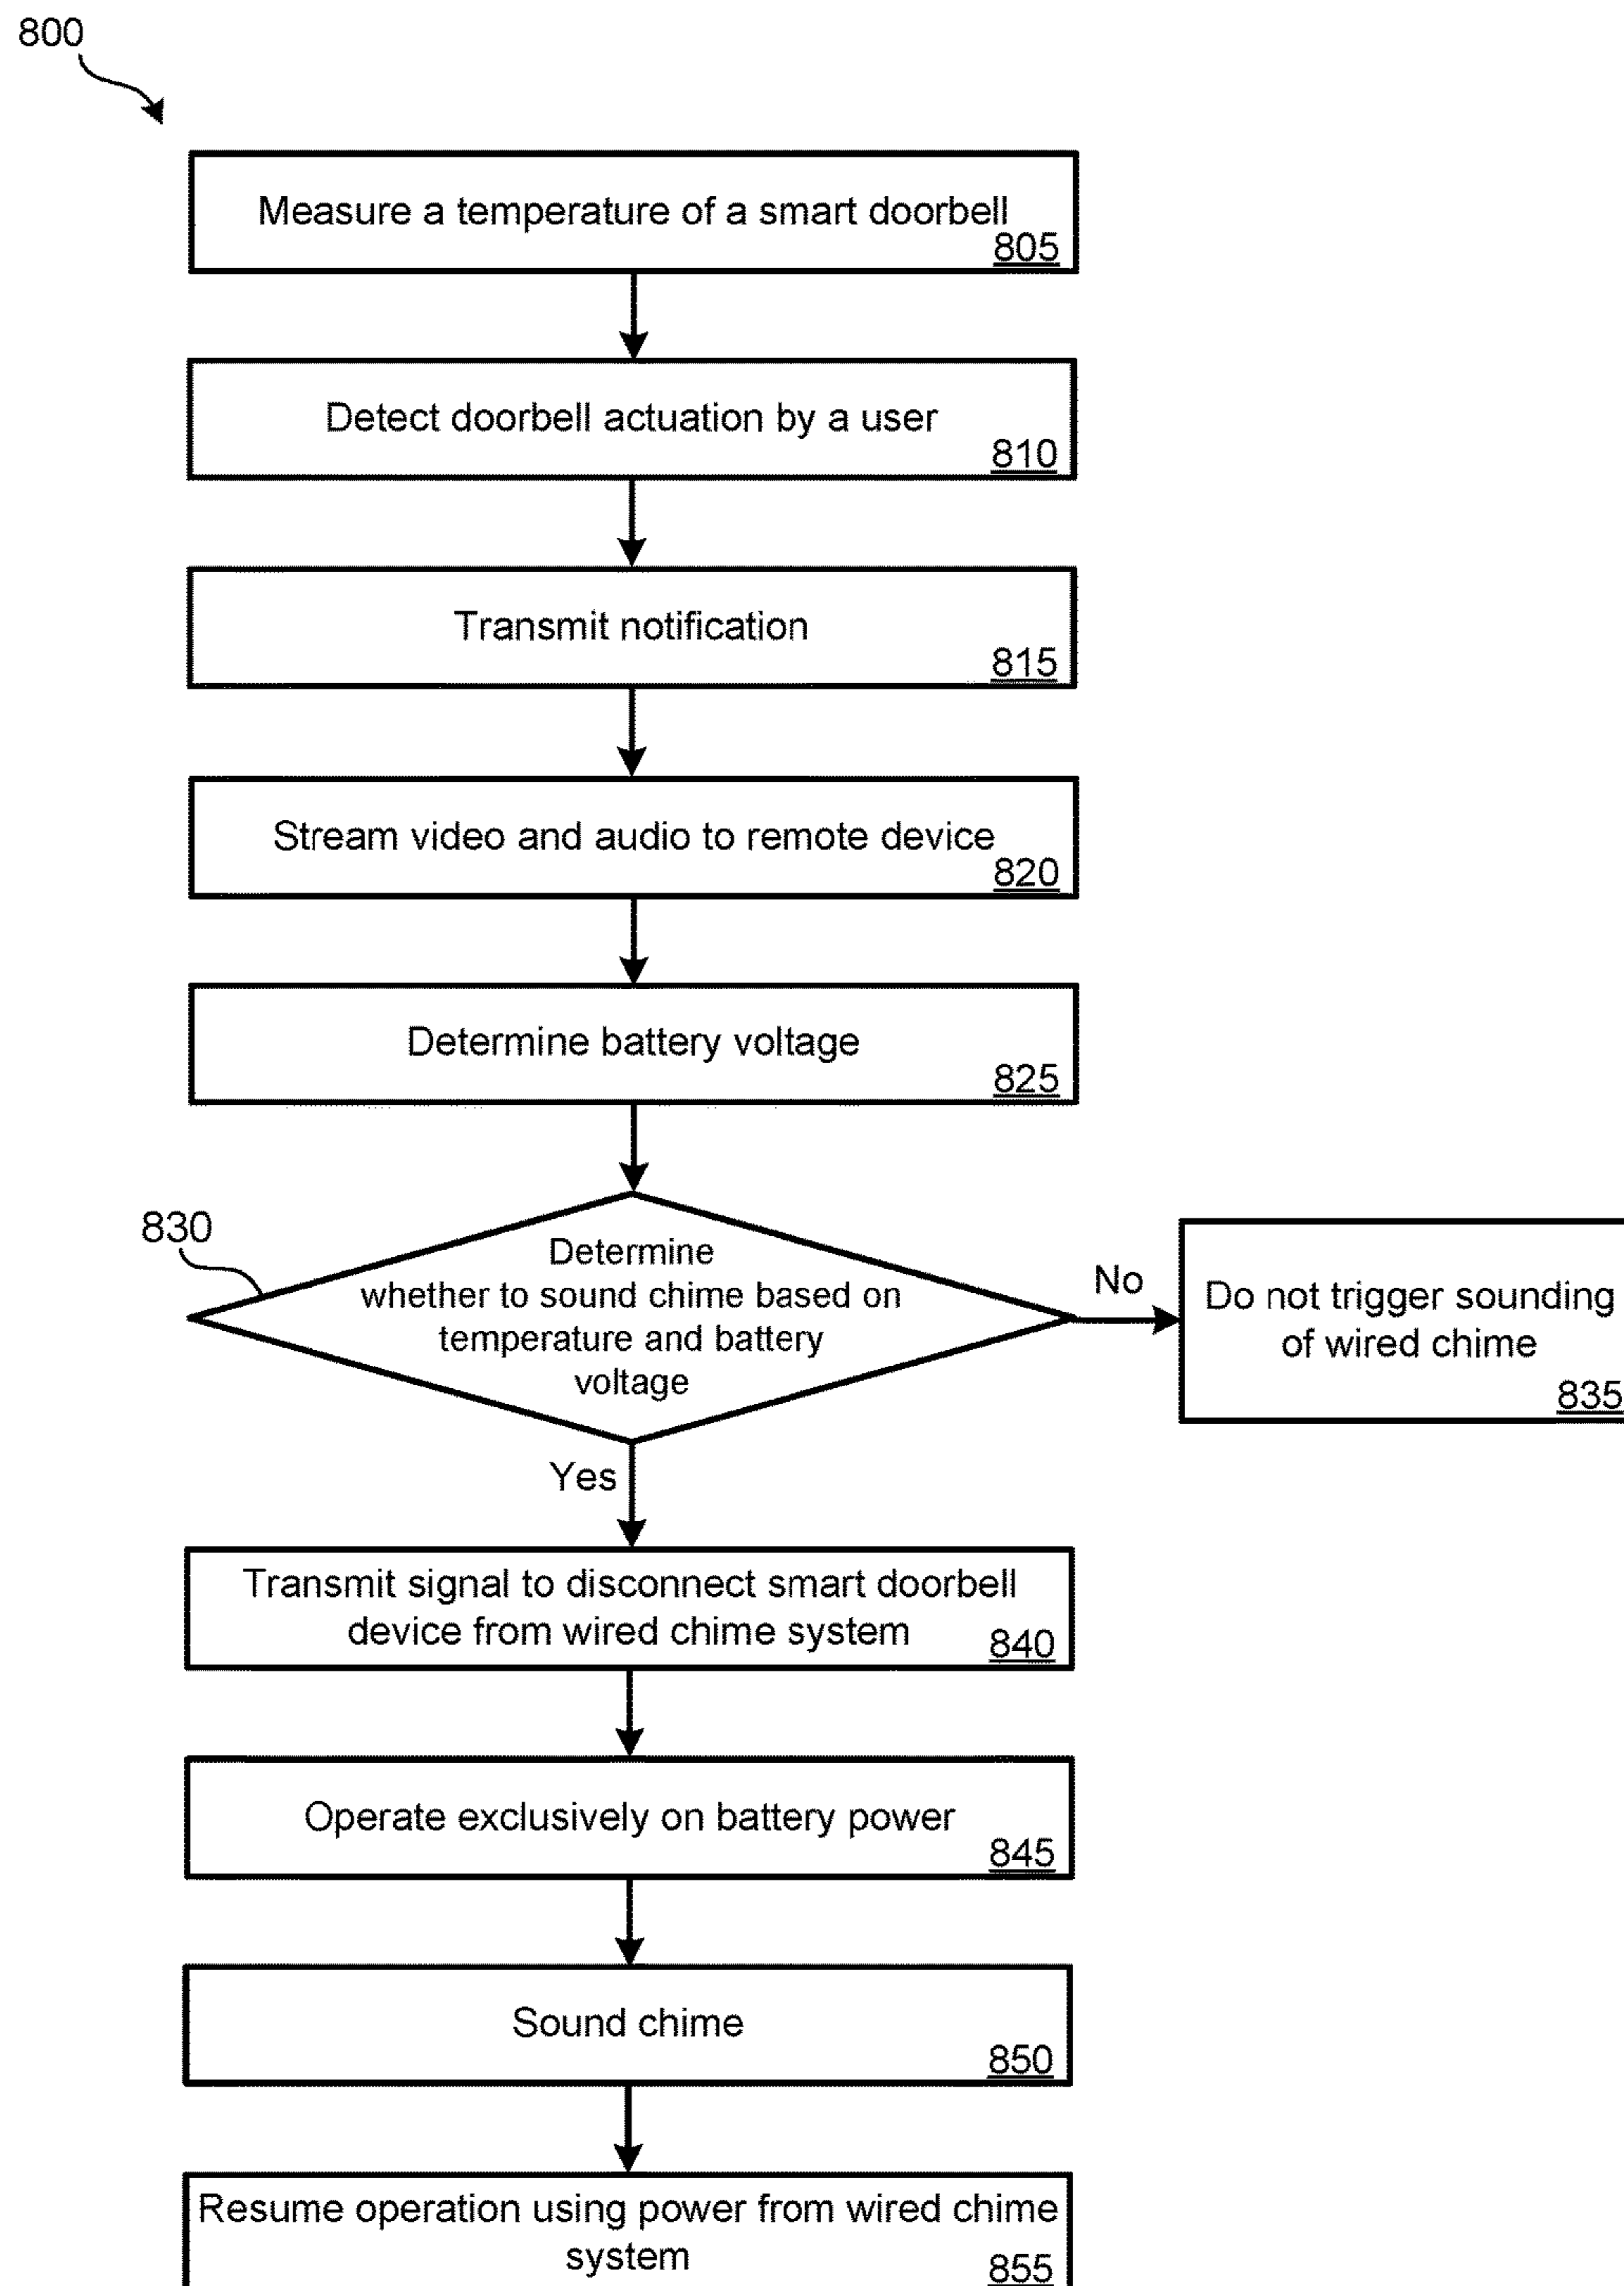 800
Measure a temperature of a smart doorbell
805
Detect doorbell actuation by a user
810
Transmit notification
815
Stream video and audio to remote device
820
Determine battery voltage
825
830
Determine
whether to sound chime based on
temperature and battery
voltage
No
Do not trigger sounding
of wired chime
835
Yes
Transmit signal to disconnect smart doorbell
device from wired chime system
840
Operate exclusively on battery power
845
Sound chime
850
Resume operation using power from wired chime
system
855